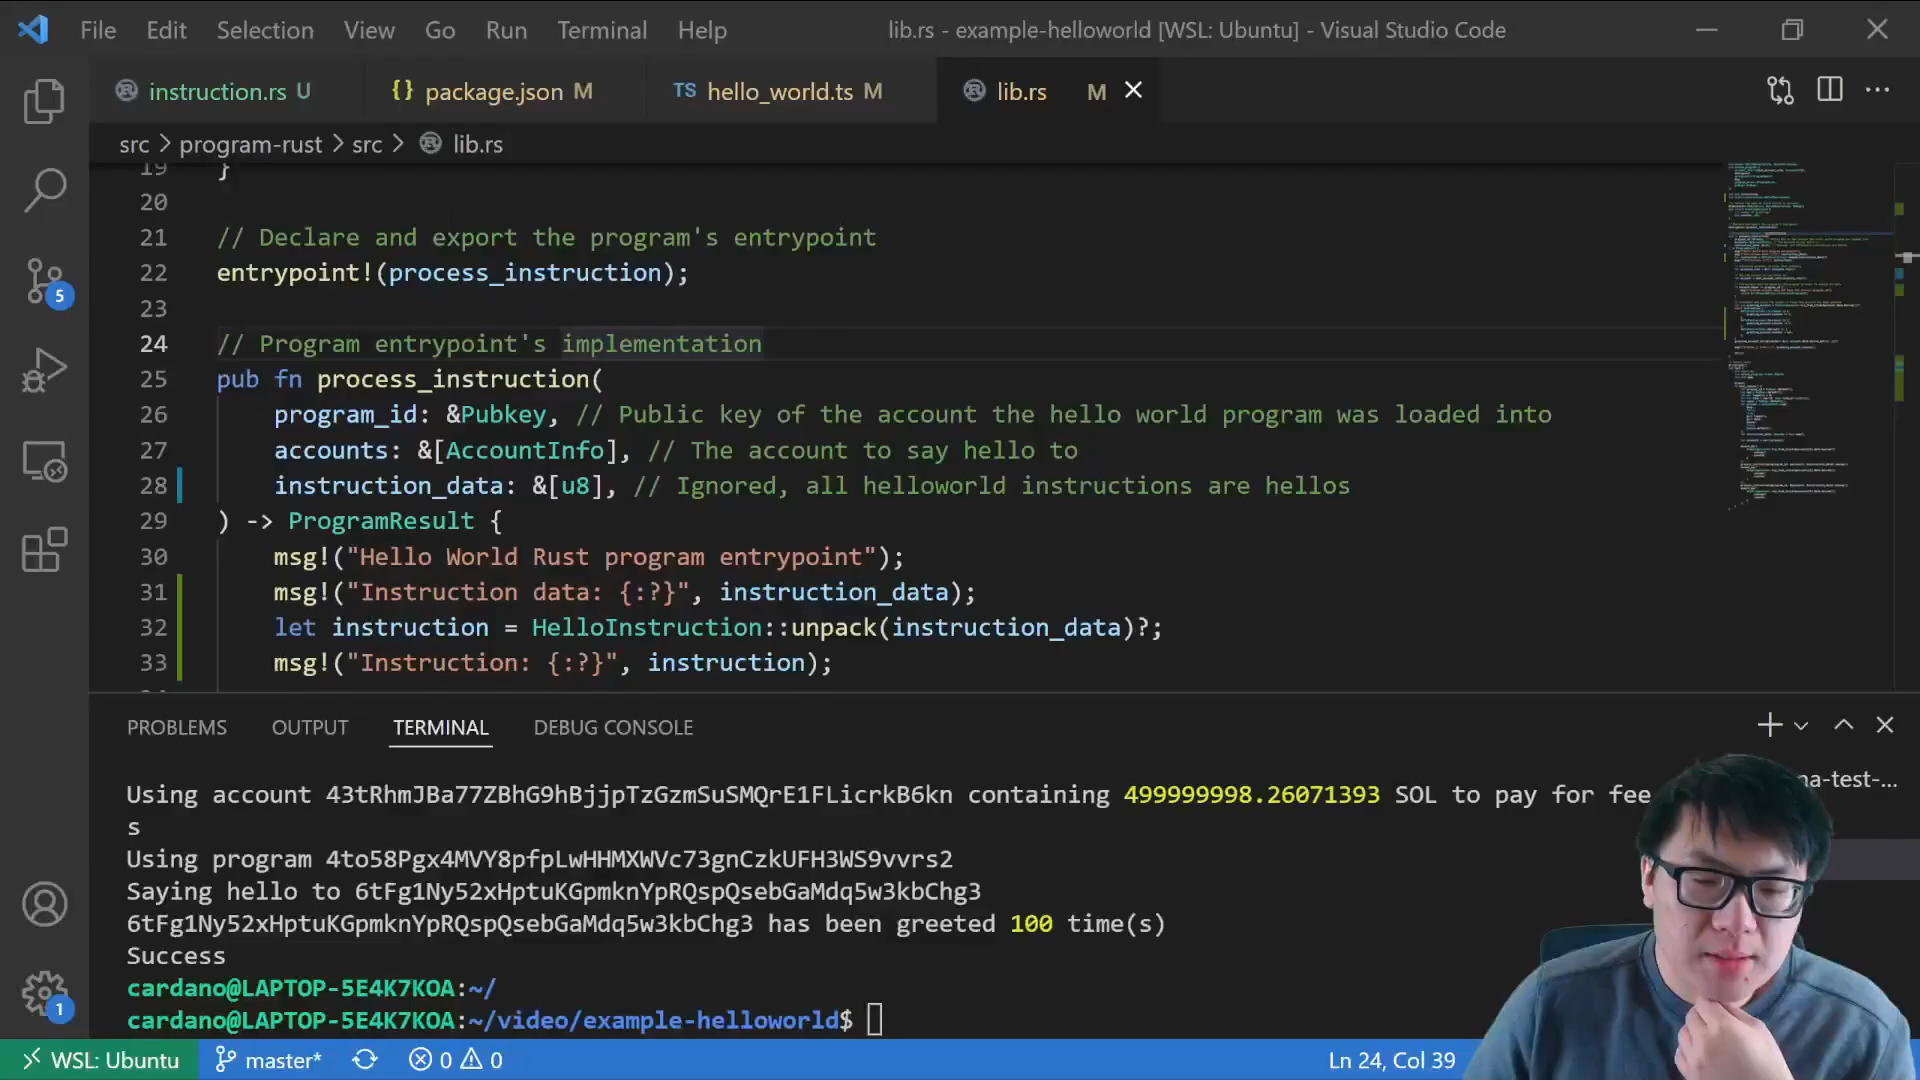 File Edit Selection View Go Run Terminal Help lib.rs - example-helloworld [WSL: Ubuntu] - Visual Studio Code
instruction.rs U {} package.json M TS hello_world.ts M lib.rs M
src > program-rust > src > lib.rs
19 }
20
21 // Declare and export the program's entrypoint
22 entrypoint!(process_instruction);
23
24 // Program entrypoint's implementation
25 pub fn process_instruction(
26 program_id: &Pubkey, // Public key of the account the hello world program was loaded into
27 accounts: &[AccountInfo], // The account to say hello to
28 instruction_data: &[u8], // Ignored, all helloworld instructions are hellos
29 ) -> ProgramResult {
30 msg!("Hello World Rust program entrypoint");
31 msg!("Instruction data: {:?}", instruction_data);
32 let instruction = HelloInstruction::unpack(instruction_data)?;
33 msg!("Instruction: {:?}", instruction);
5
PROBLEMS OUTPUT TERMINAL DEBUG CONSOLE
na-test-...
Using account 43tRhmJBa77ZBhG9hBjjpTzGzmSuSMQrE1FLicrkB6kn containing 499999998.26071393 SOL to pay for fee
s
Using program 4to58Pgx4MVY8pfpLwHHMXWVc73gnCzkUFH3WS9vvrs2
Saying hello to 6tFg1Ny52xHptuKGpmknYpRQspQsebGaMdq5w3kbChg3
6tFg1Ny52xHptuKGpmknYpRQspQsebGaMdq5w3kbChg3 has been greeted 100 time(s)
Success
cardano@LAPTOP-5E4K7KOA:~/
cardano@LAPTOP-5E4K7KOA:~/video/example-helloworld$
1
WSL: Ubuntu master* 0 0 Ln 24, Col 39